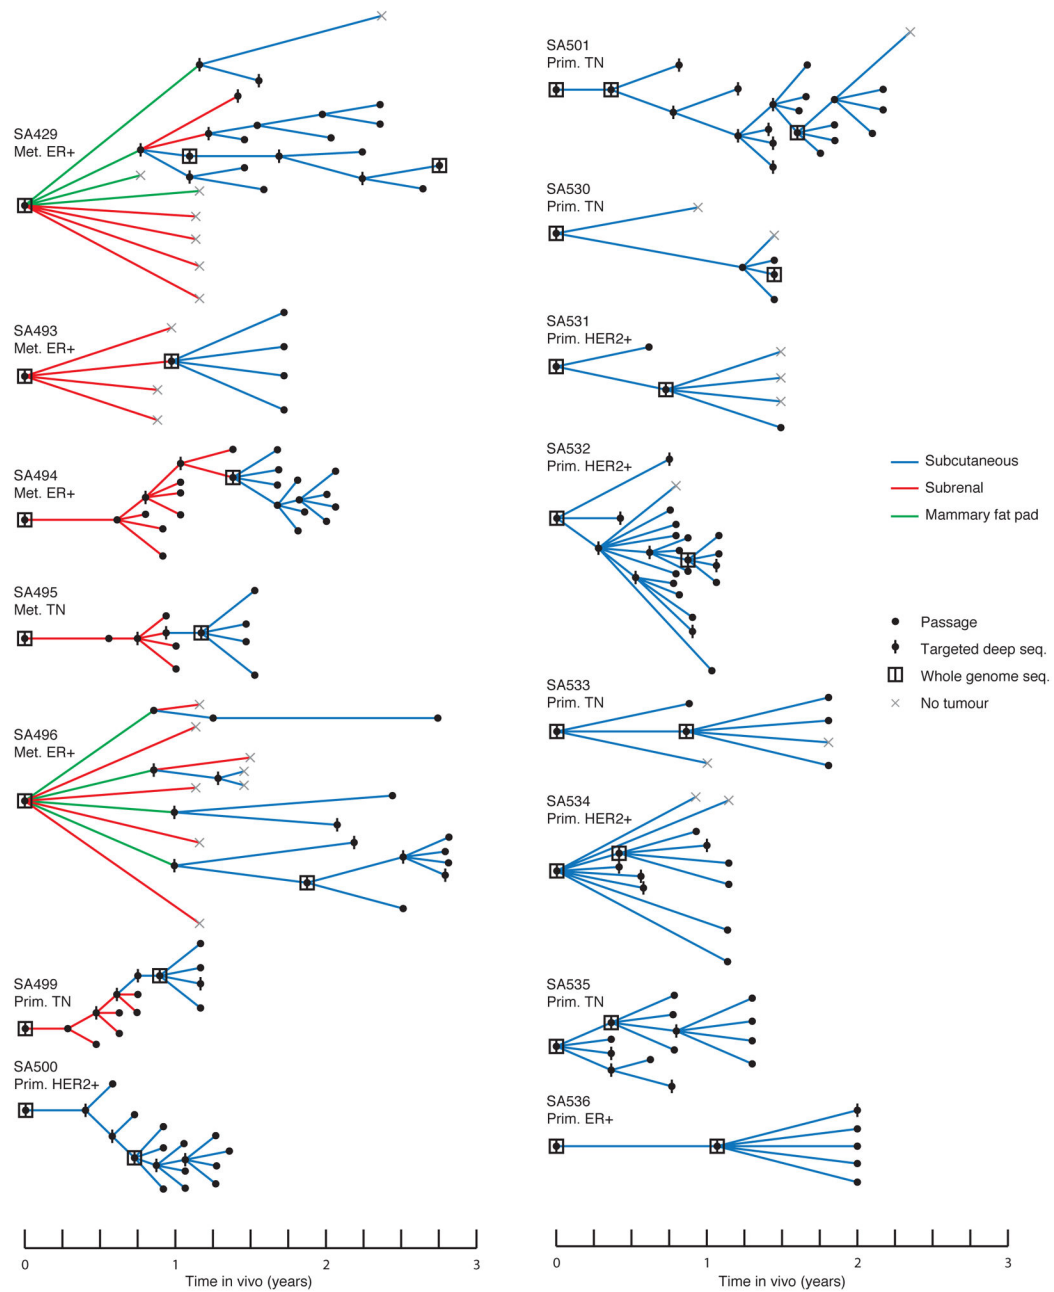 SA429
Met. ER+
SA493
Met. ER+
SA494
Met. ER+
SA495
Met. TN
SA496
Met. ER+
SA499
Prim. TN
SA500
Prim. HER2+
0
1
2
3
Time in vivo (years)
SA501
Prim. TN
SA530
Prim. TN
SA531
Prim. HER2+
SA532
Prim. HER2+
SA533
Prim. TN
SA534
Prim. HER2+
SA535
Prim. TN
SA536
Prim. ER+
0
1
2
3
Time in vivo (years)
Subcutaneous
Subrenal
Mammary fat pad
Passage
Targeted deep seq.
Whole genome seq.
No tumour